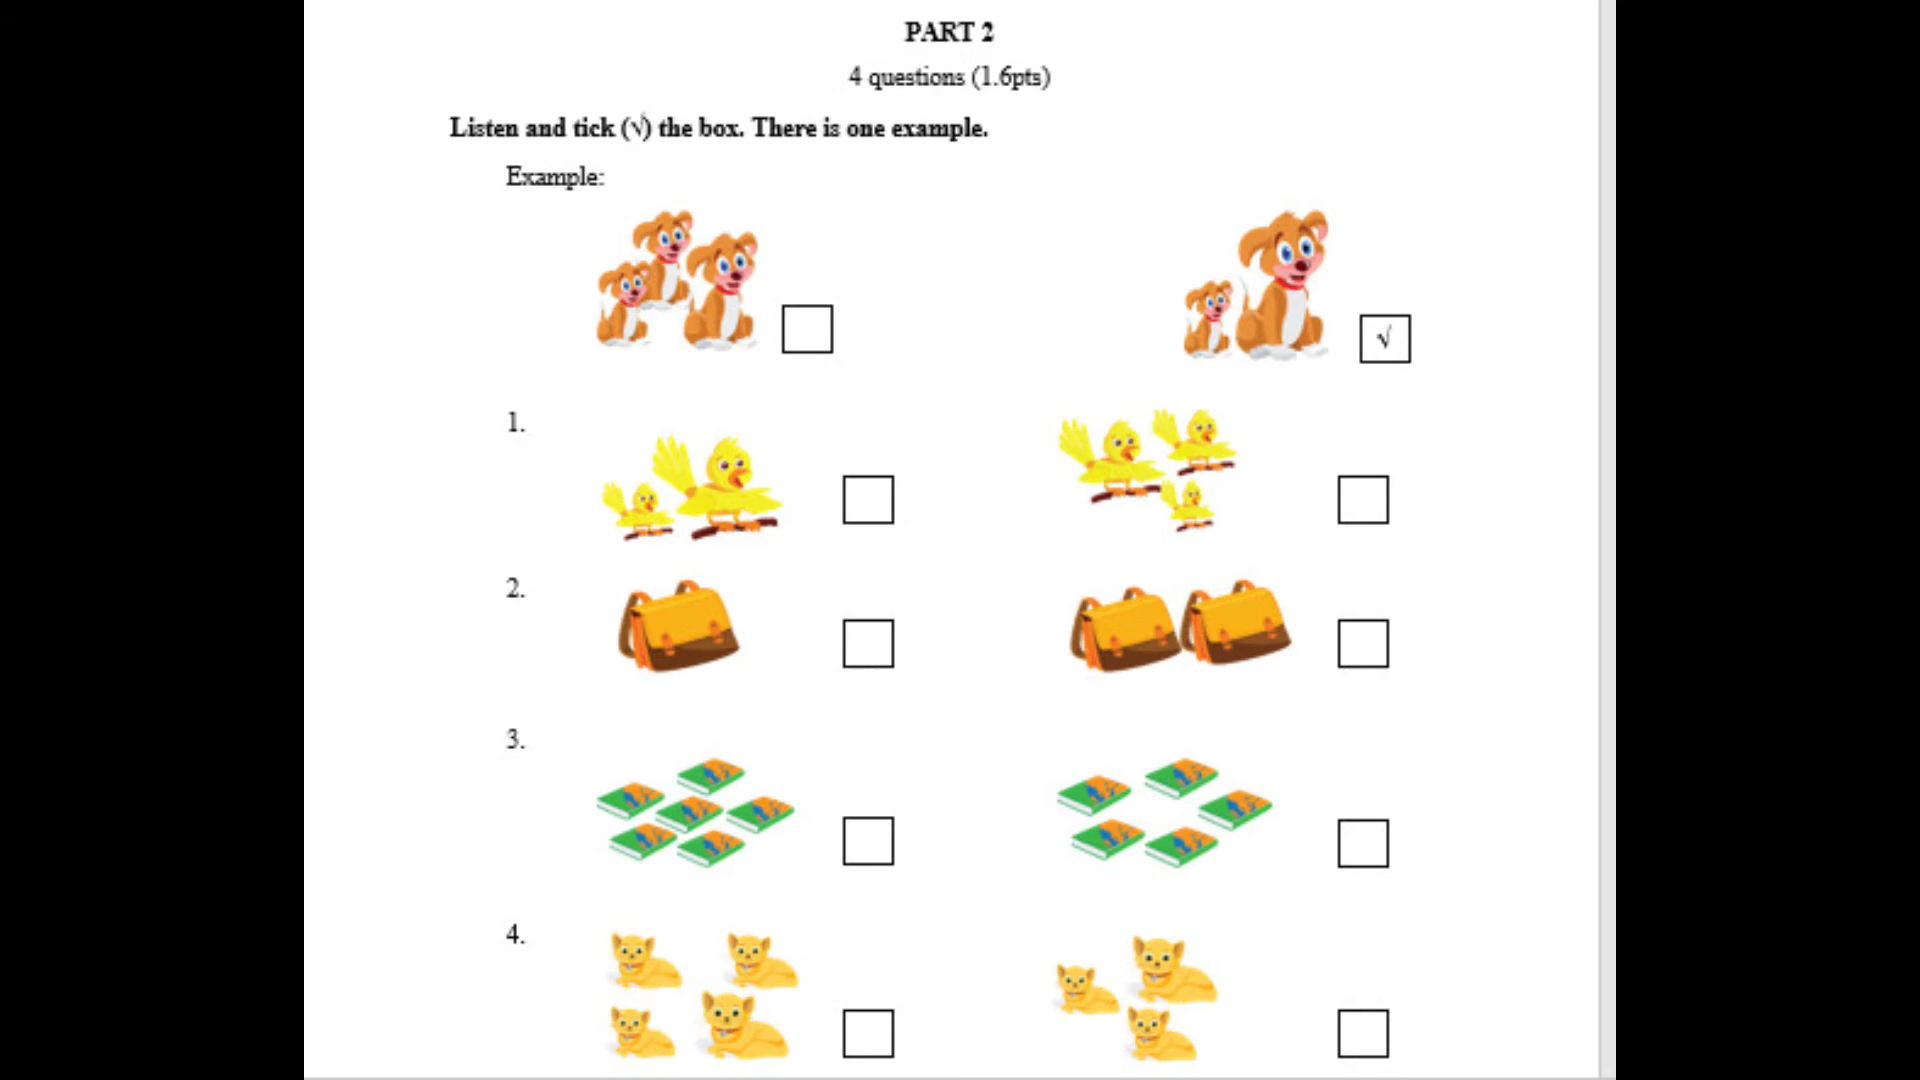 PART 2
4 questions (1.6pts)
Listen and tick (√) the box. There is one example.
Example:
√
1.
2.
3.
4.